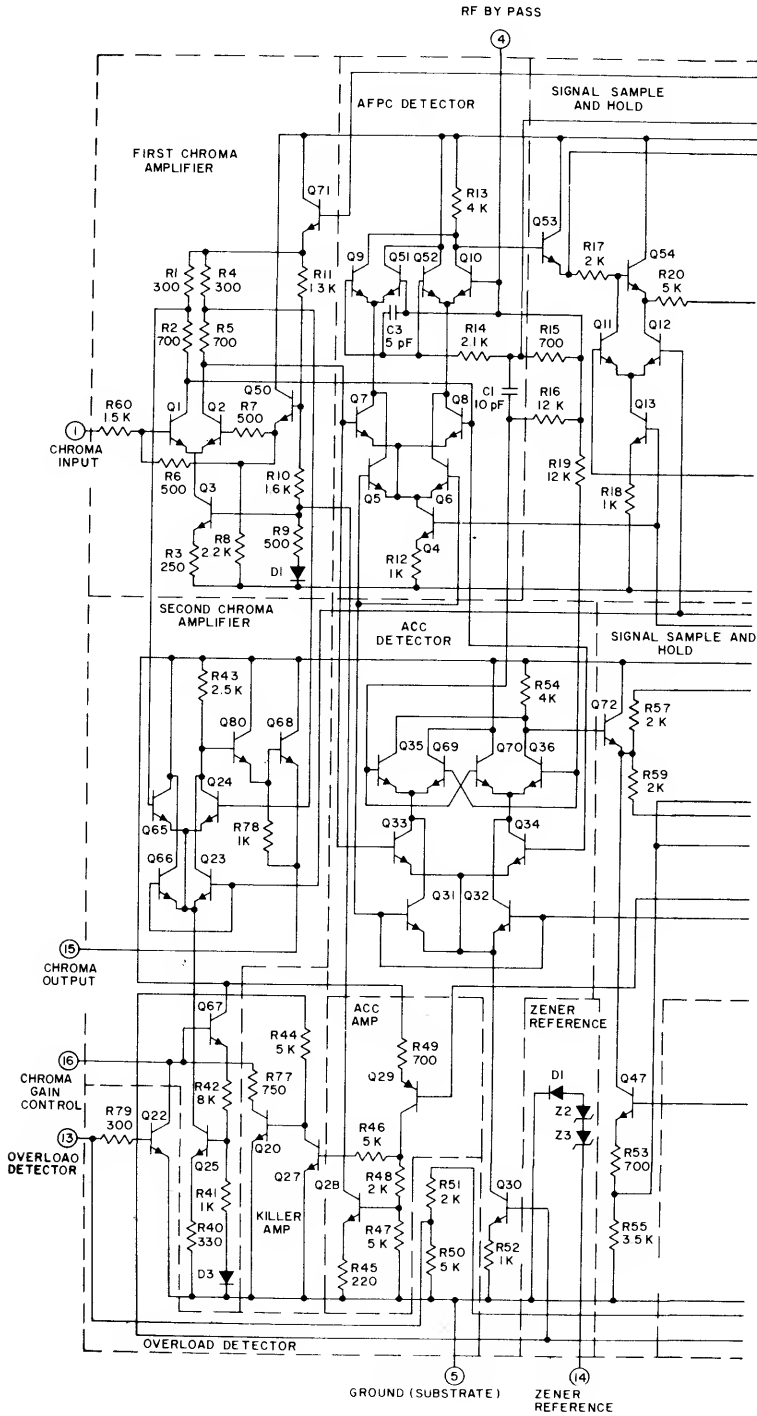 RF BY PASS
4
AFPC DETECTOR
SIGNAL SAMPLE
AND HOLD
FIRST CHROMA
AMPLIFIER
Q71
R13
4 K
Q53
Q9
Q51
Q52
Q10
R17
2 K
Q54
R20
5 K
R1
300
R4
300
R11
1.3 K
R2
700
R5
700
C3
5 pF
R14
2.1 K
R15
700
Q11
Q12
C1
10 pF
R16
12 K
R60
1.5 K
Q1
Q2
R7
500
Q50
Q7
Q8
Q13
1
CHROMA
INPUT
R6
500
R10
1.6 K
R19
12 K
Q3
Q5
Q6
R18
1 K
R8
2.2 K
R9
500
Q4
R3
250
D1
R12
1 K
SECOND CHROMA
AMPLIFIER
ACC
DETECTOR
SIGNAL SAMPLE AND
HOLD
R43
2.5 K
R54
4 K
Q72
R57
2 K
Q80
Q68
Q35
Q69
Q70
Q36
Q24
R59
2 K
Q65
R78
1 K
Q33
Q34
Q66
Q23
Q31
Q32
15
CHROMA
OUTPUT
Q67
ACC
AMP
ZENER
REFERENCE
R44
5 K
R49
700
16
CHROMA
GAIN
CONTROL
R42
8 K
R77
750
Q29
D1
Z2
Z3
Q47
R79
300
Q22
13
OVERLOAD
DETECTOR
Q25
Q20
R46
5 K
R53
700
Q27
R48
2 K
R51
2 K
Q30
R41
1 K
Q28
R40
330
KILLER
AMP
R47
5 K
R50
5 K
R52
1 K
R55
3.5 K
D3
R45
220
OVERLOAD DETECTOR
5
GROUND (SUBSTRATE)
14
ZENER
REFERENCE